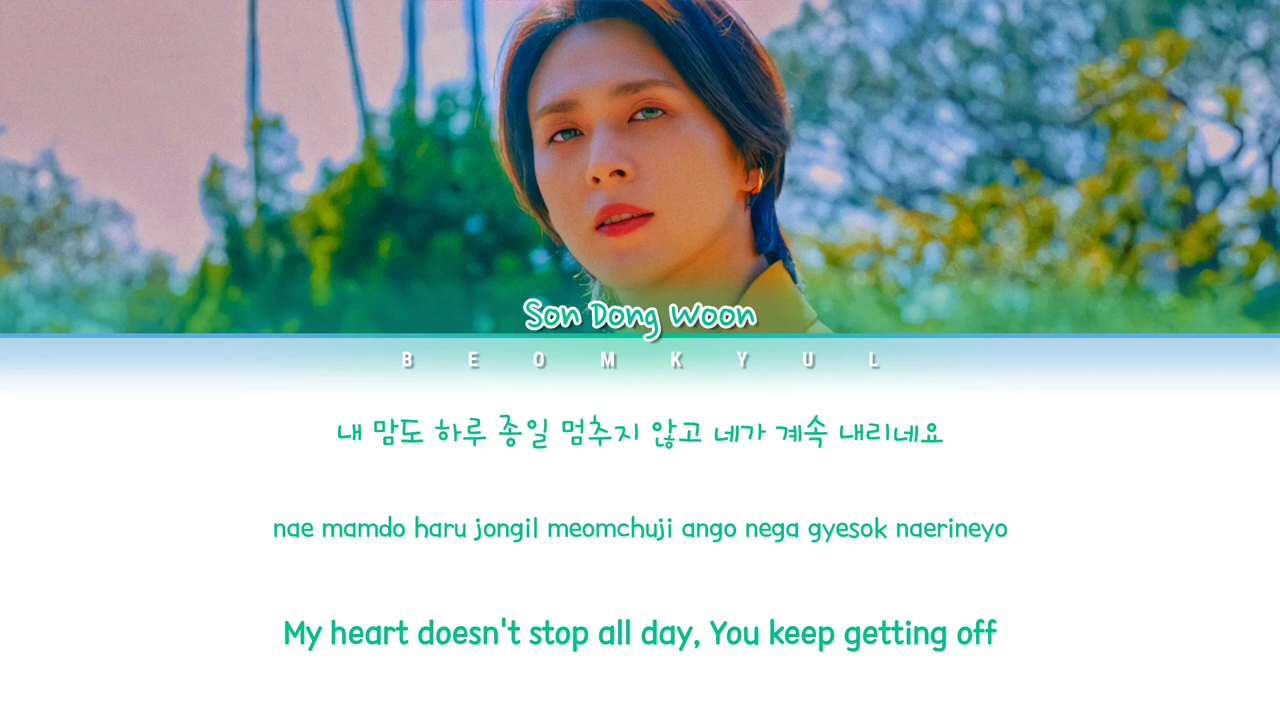 Son Dong Woon
BEOMKYUL
내 맘도 하루 종일 멈추지 않고 네가 계속 내리네요
nae mamdo haru jongil meomchuji ango nega gyesok naerineyo
My heart doesn't stop all day, You keep getting off